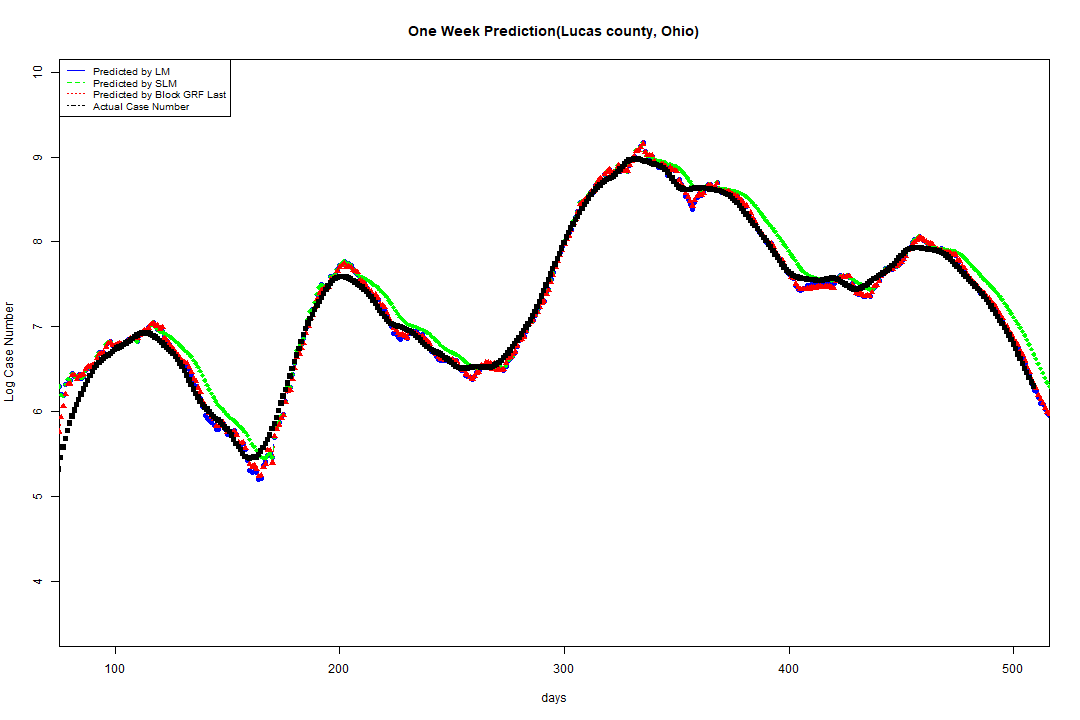 One Week Prediction(Lucas county, Ohio)
Predicted by LM
Predicted by SLM
Predicted by Block GRF Last
Actual Case Number
10
9
8
7
6
5
4
Log Case Number
100 200 300 400 500
days